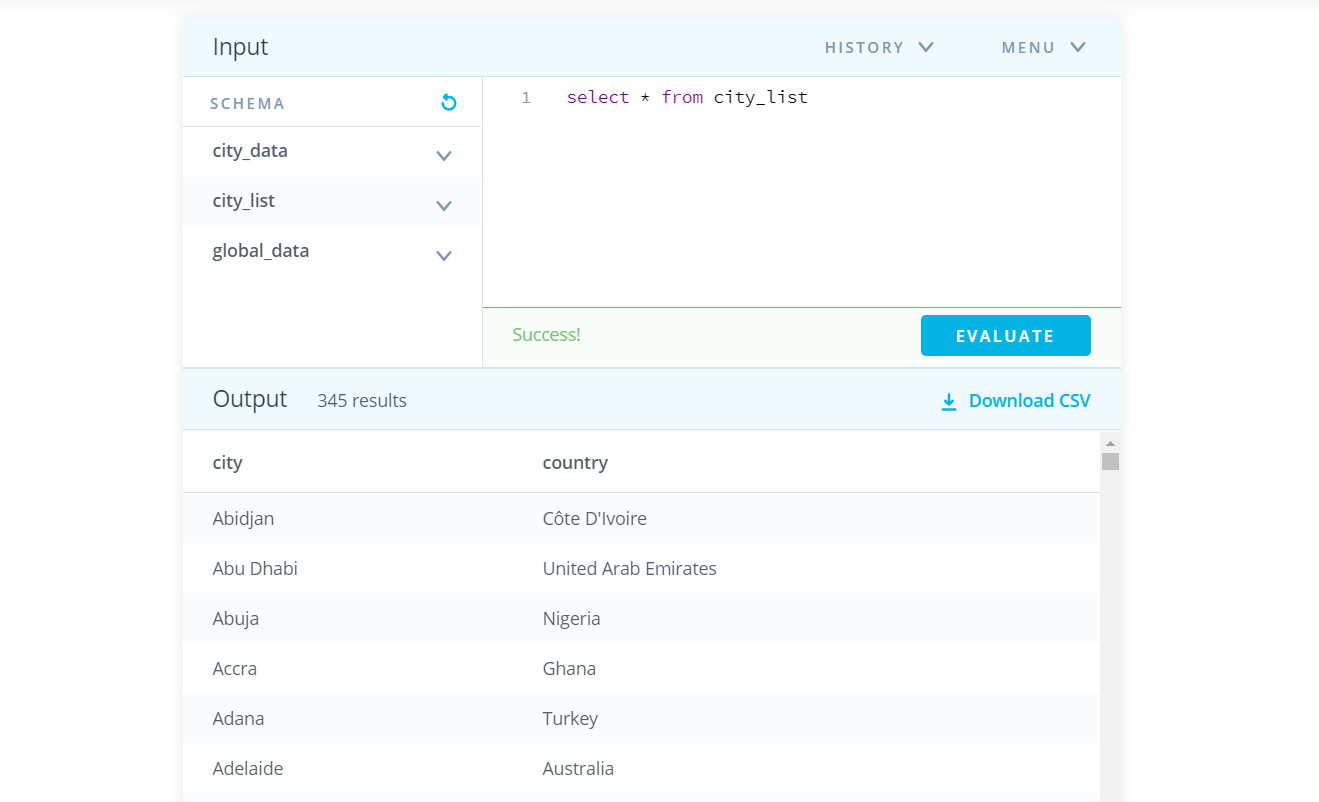 Input HISTORY MENU
SCHEMA
city_data
city_list
global_data
1 select * from city_list
Success! EVALUATE
Output 345 results Download CSV
city country
Abidjan Côte D'Ivoire
Abu Dhabi United Arab Emirates
Abuja Nigeria
Accra Ghana
Adana Turkey
Adelaide Australia